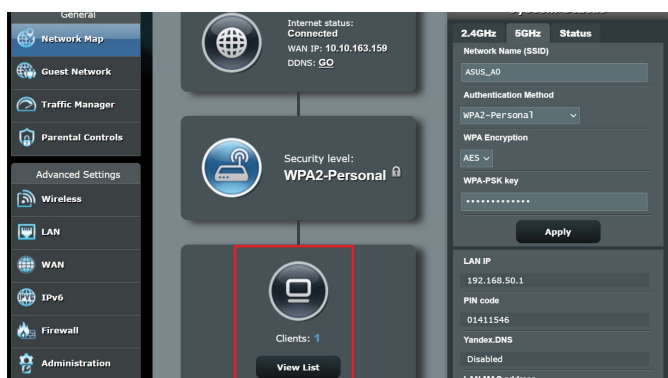 General
Network Map
Guest Network
Traffic Manager
Parental Controls
Advanced Settings
Wireless
LAN
WAN
IPv6
Firewall
Administration
Internet status:
Connected
WAN IP: 10.10.163.159
DDNS: GO
Security level:
WPA2-Personal
Clients: 1
View List
2.4GHz 5GHz Status
Network Name (SSID)
ASUS_A0
Authentication Method
WPA2-Personal
WPA Encryption
AES
WPA-PSK key
•••••••••••••
Apply
LAN IP
192.168.50.1
PIN code
01411546
Yandex.DNS
Disabled
LAN MAC address